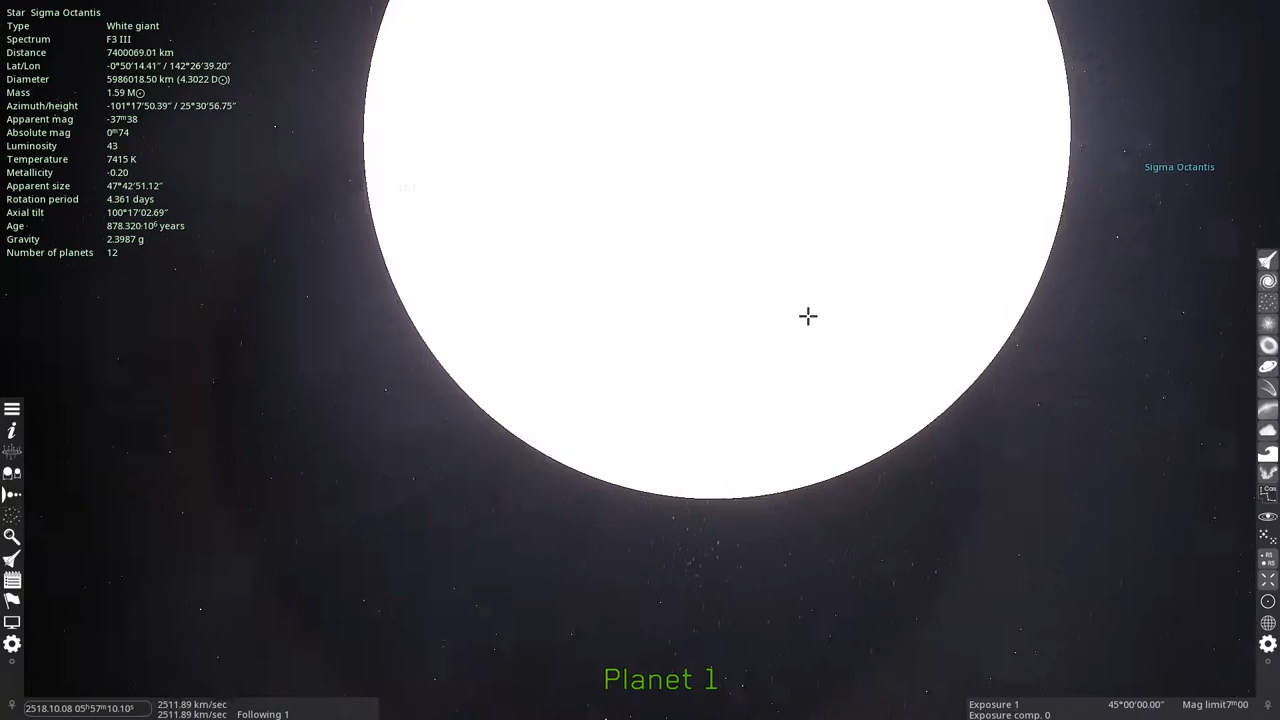 Star Sigma Octantis
Type White giant
Spectrum F3 III
Distance 7400069.01 km
Lat/Lon -0°50′14.41″ / 142°26′39.20″
Diameter 5986018.50 km (4.3022 D☉)
Mass 1.59 M☉
Azimuth/height -101°17′50.39″ / 25°30′56.75″
Apparent mag -37ᵐ38
Absolute mag 0ᵐ74
Luminosity 43
Temperature 7415 K
Metallicity -0.20
Apparent size 47°42′51.12″
Rotation period 4.361 days
Axial tilt 100°17′02.69″
Age 878.320·10⁶ years
Gravity 2.3987 g
Number of planets 12
Sigma Octantis
Planet 1
2518.10.08 05ʰ57ᵐ10.10ˢ
2511.89 km/sec
2511.89 km/sec Following 1
Exposure 1 45°00′00.00″ Mag limit7ᵐ00
Exposure comp. 0